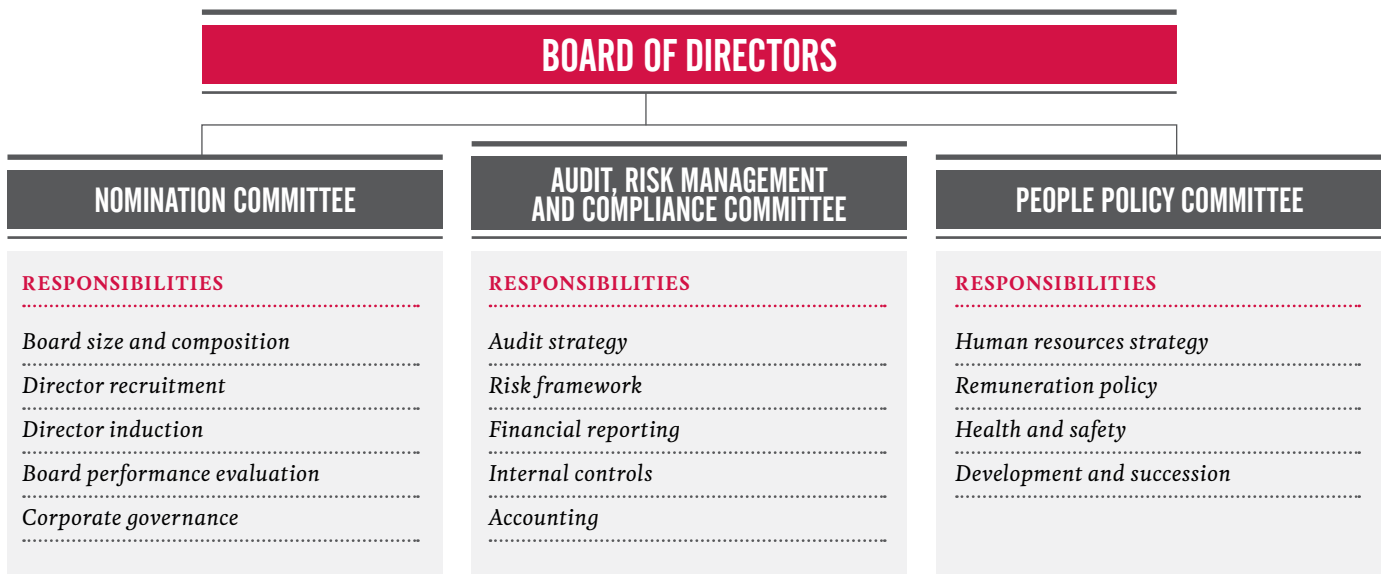 BOARD OF DIRECTORS
NOMINATION COMMITTEE
RESPONSIBILITIES
Board size and composition
Director recruitment
Director induction
Board performance evaluation
Corporate governance
AUDIT, RISK MANAGEMENT
AND COMPLIANCE COMMITTEE
RESPONSIBILITIES
Audit strategy
Risk framework
Financial reporting
Internal controls
Accounting
PEOPLE POLICY COMMITTEE
RESPONSIBILITIES
Human resources strategy
Remuneration policy
Health and safety
Development and succession